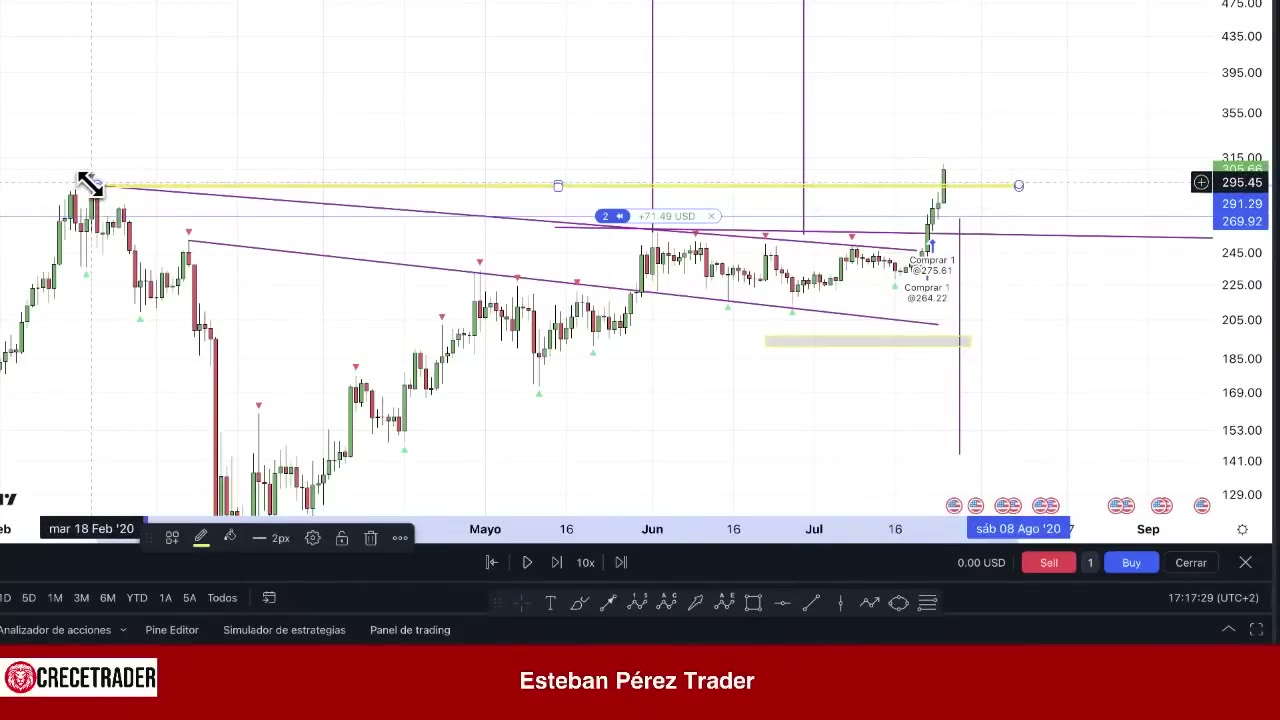 475.00
435.00
395.00
355.00
315.00
305.66
295.45
291.29
2 +71.49 USD
269.92
245.00
Comprar 1
@275.61
225.00
Comprar 1
@264.22
205.00
185.00
169.00
153.00
141.00
129.00
eb mar 18 Feb '20 Mayo 16 Jun 16 Jul 16 sáb 08 Ago '20 7 Sep
2px
10x 0.00 USD Sell 1 Buy Cerrar
1D 5D 1M 3M 6M YTD 1A 5A Todos 17:17:29 (UTC+2)
Analizador de acciones Pine Editor Simulador de estrategias Panel de trading
CRECETRADER
Esteban Pérez Trader